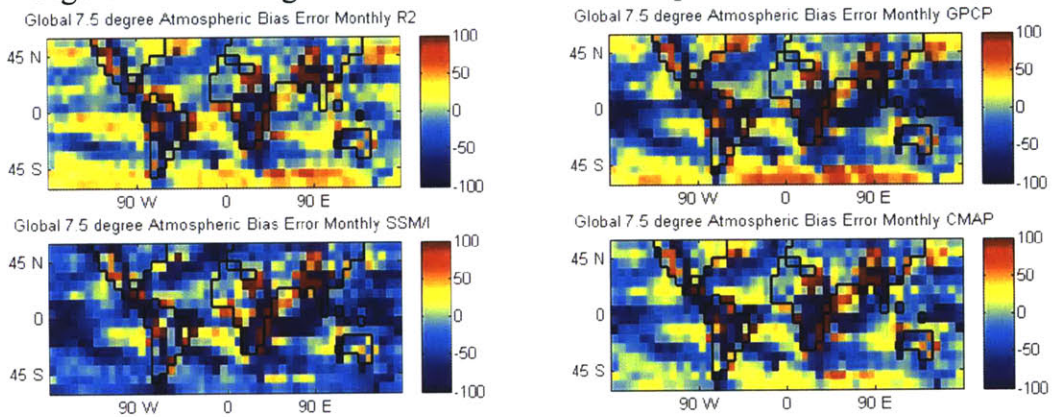 Global 7.5 degree Atmospheric Bias Error Monthly R2
45 N
0
45 S
90 W 0 90 E
100
50
0
-50
-100
Global 7.5 degree Atmospheric Bias Error Monthly GPCP
45 N
0
45 S
90 W 0 90 E
100
50
0
-50
-100
Global 7.5 degree Atmospheric Bias Error Monthly SSM/I
45 N
0
45 S
90 W 0 90 E
100
50
0
-50
-100
Global 7.5 degree Atmospheric Bias Error Monthly CMAP
45 N
0
45 S
90 W 0 90 E
100
50
0
-50
-100